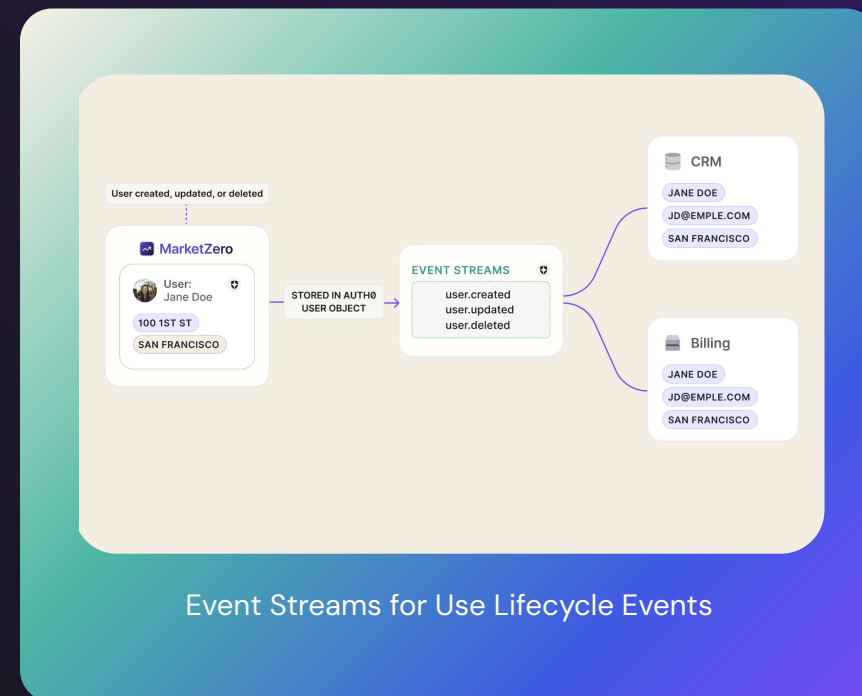 User created, updated, or deleted
MarketZero
User:
Jane Doe
100 1ST ST
SAN FRANCISCO
STORED IN AUTH0
USER OBJECT
EVENT STREAMS
user.created
user.updated
user.deleted
CRM
JANE DOE
JD@EMPLE.COM
SAN FRANCISCO
Billing
JANE DOE
JD@EMPLE.COM
SAN FRANCISCO
Event Streams for Use Lifecycle Events